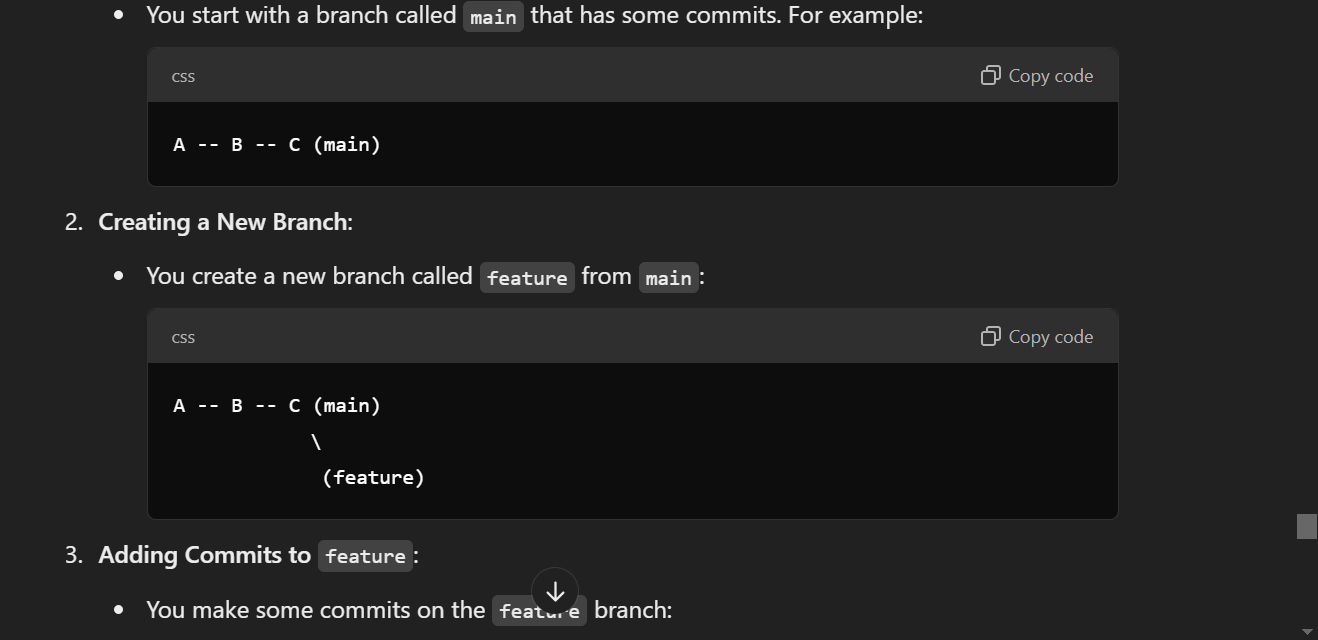 • You start with a branch called main that has some commits. For example:
css Copy code
A -- B -- C (main)
2. Creating a New Branch:
• You create a new branch called feature from main:
css Copy code
A -- B -- C (main)
\
(feature)
3. Adding Commits to feature:
• You make some commits on the feature branch: